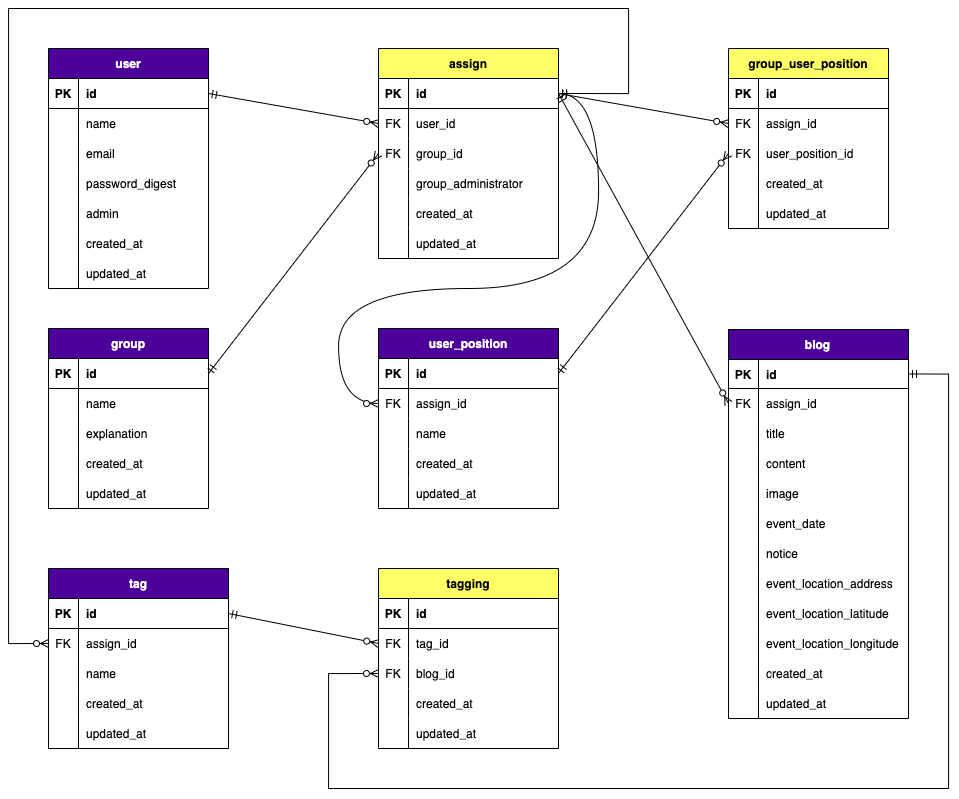 user
PK id
name
email
password_digest
admin
created_at
updated_at
assign
PK id
FK user_id
FK group_id
group_administrator
created_at
updated_at
group_user_position
PK id
FK assign_id
FK user_position_id
created_at
updated_at
group
PK id
name
explanation
created_at
updated_at
user_position
PK id
FK assign_id
name
created_at
updated_at
blog
PK id
FK assign_id
title
content
image
event_date
notice
event_location_address
event_location_latitude
event_location_longitude
created_at
updated_at
tag
PK id
FK assign_id
name
created_at
updated_at
tagging
PK id
FK tag_id
FK blog_id
created_at
updated_at